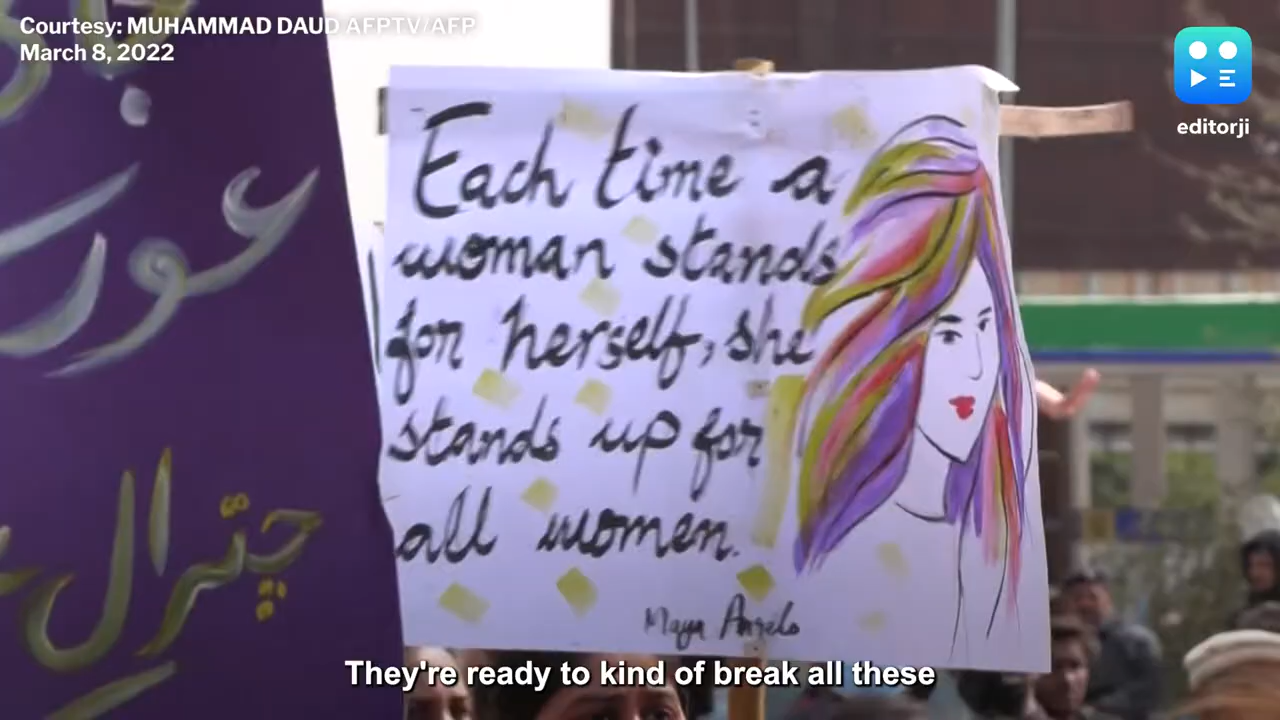 Courtesy: MUHAMMAD DAUD AFPTV/AFP
March 8, 2022
editorji
Each time a
woman stands
for herself, she
stands up for
all women.
Maya Angelo
عورت
چترال
They're ready to kind of break all these